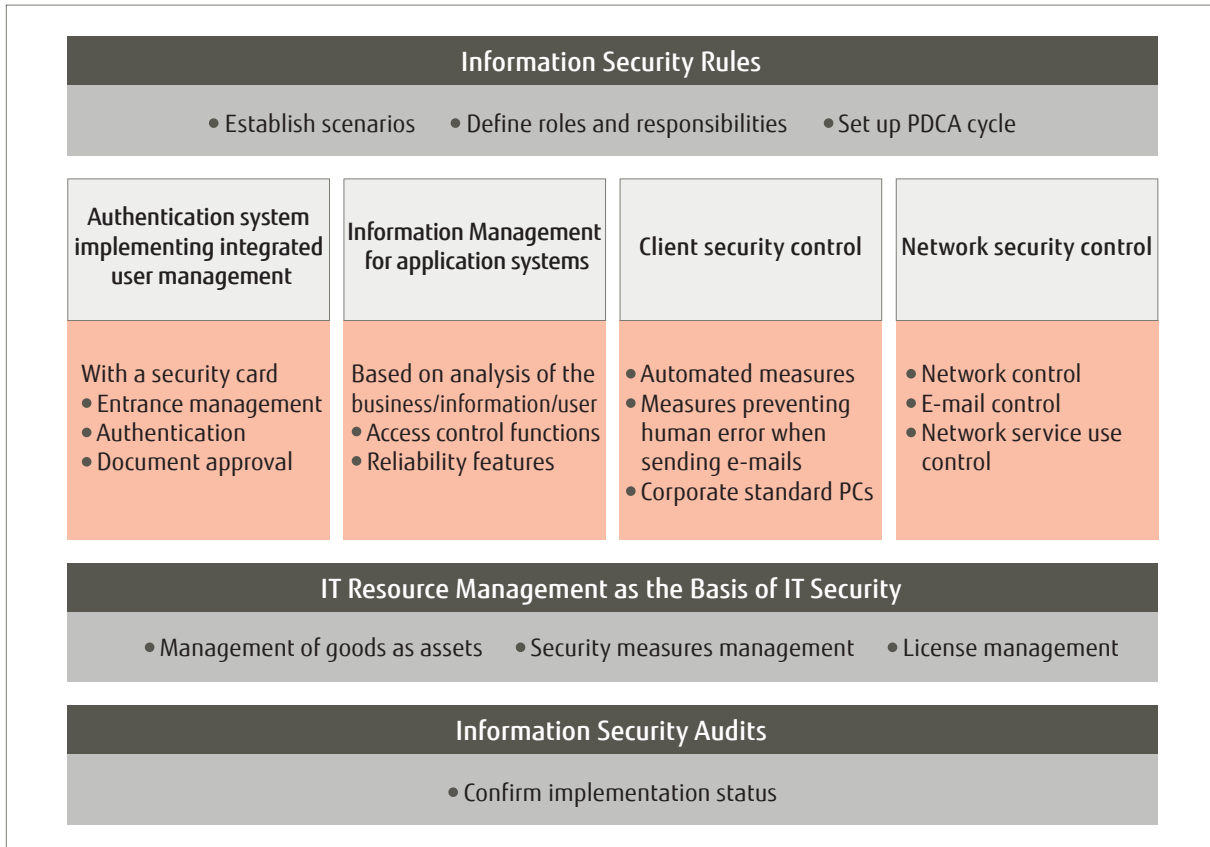 Information Security Rules
• Establish scenarios • Define roles and responsibilities • Set up PDCA cycle
Authentication system
implementing integrated
user management
With a security card
• Entrance management
• Authentication
• Document approval
Information Management
for application systems
Based on analysis of the
business/information/user
• Access control functions
• Reliability features
Client security control
• Automated measures
• Measures preventing
human error when
sending e-mails
• Corporate standard PCs
Network security control
• Network control
• E-mail control
• Network service use
control
IT Resource Management as the Basis of IT Security
• Management of goods as assets • Security measures management • License management
Information Security Audits
• Confirm implementation status